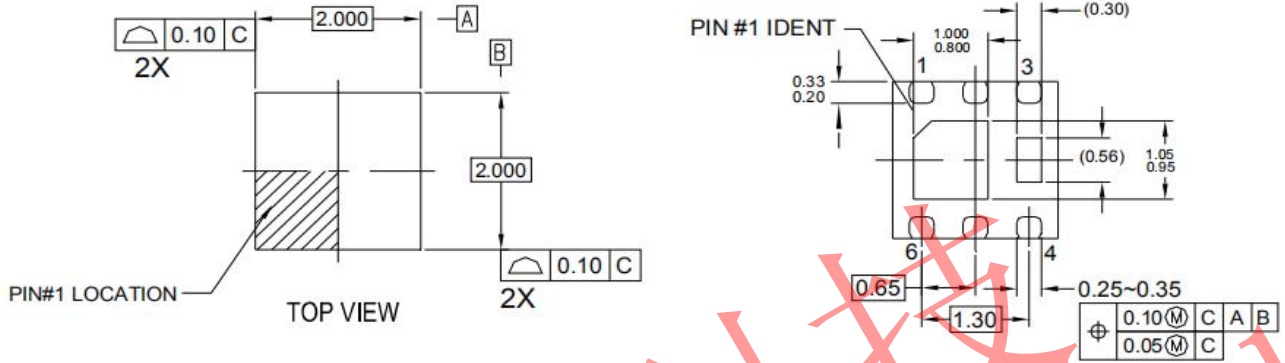 2.000
A
⌓ 0.10 C
2X
B
2.000
PIN#1 LOCATION
TOP VIEW
⌓ 0.10 C
2X
PIN #1 IDENT
(0.30)
1.000
0.800
1
3
0.33
0.20
(0.56)
1.05
0.95
6
4
0.65
0.25~0.35
1.30
⌖ 0.10Ⓜ C A B
0.05Ⓜ C